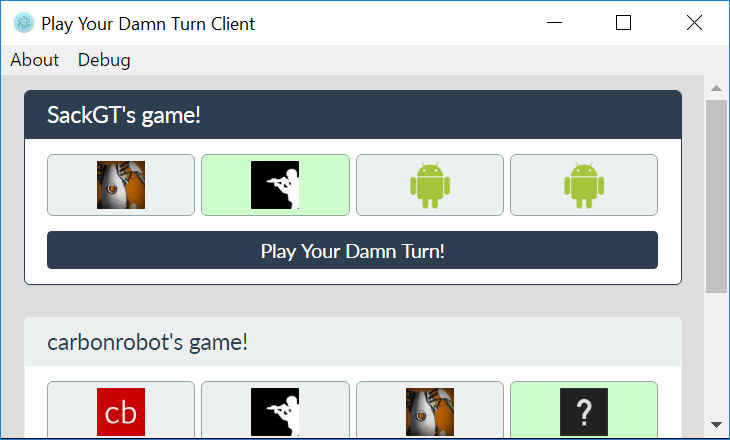 Play Your Damn Turn Client
About Debug
SackGT's game!
Play Your Damn Turn!
carbonrobot's game!
cb ?